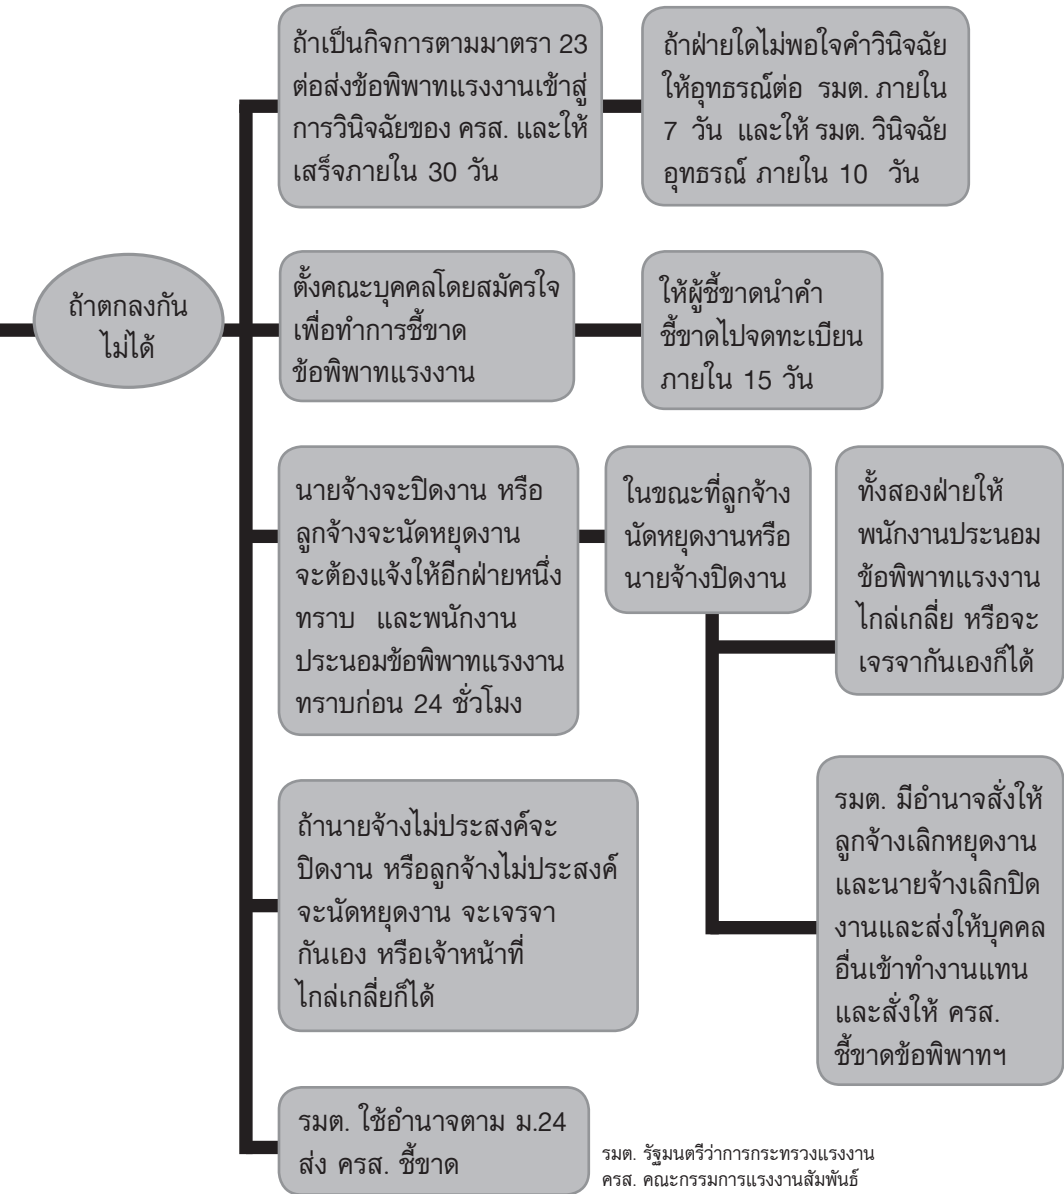 ถ้าตกลงกัน
ไม่ได้
ถ้าเป็นกิจการตามมาตรา 23
ต่อส่งข้อพิพาทแรงงานเข้าสู่
การวินิจฉัยของ ครส. และให้
เสร็จภายใน 30 วัน
ถ้าฝ่ายใดไม่พอใจคำวินิจฉัย
ให้อุทธรณ์ต่อ รมต. ภายใน
7 วัน และให้ รมต. วินิจฉัย
อุทธรณ์ ภายใน 10 วัน
ตั้งคณะบุคคลโดยสมัครใจ
เพื่อทำการชี้ขาด
ข้อพิพาทแรงงาน
ให้ผู้ชี้ขาดนำคำ
ชี้ขาดไปจดทะเบียน
ภายใน 15 วัน
นายจ้างจะปิดงาน หรือ
ลูกจ้างจะนัดหยุดงาน
จะต้องแจ้งให้อีกฝ่ายหนึ่ง
ทราบ และพนักงาน
ประนอมข้อพิพาทแรงงาน
ทราบก่อน 24 ชั่วโมง
ในขณะที่ลูกจ้าง
นัดหยุดงานหรือ
นายจ้างปิดงาน
ทั้งสองฝ่ายให้
พนักงานประนอม
ข้อพิพาทแรงงาน
ไกล่เกลี่ย หรือจะ
เจรจากันเองก็ได้
รมต. มีอำนาจสั่งให้
ลูกจ้างเลิกหยุดงาน
และนายจ้างเลิกปิด
งานและส่งให้บุคคล
อื่นเข้าทำงานแทน
และสั่งให้ ครส.
ชี้ขาดข้อพิพาทฯ
ถ้านายจ้างไม่ประสงค์จะ
ปิดงาน หรือลูกจ้างไม่ประสงค์
จะนัดหยุดงาน จะเจรจา
กันเอง หรือเจ้าหน้าที่
ไกล่เกลี่ยก็ได้
รมต. ใช้อำนาจตาม ม.24
ส่ง ครส. ชี้ขาด
รมต. รัฐมนตรีว่าการกระทรวงแรงงาน
ครส. คณะกรรมการแรงงานสัมพันธ์